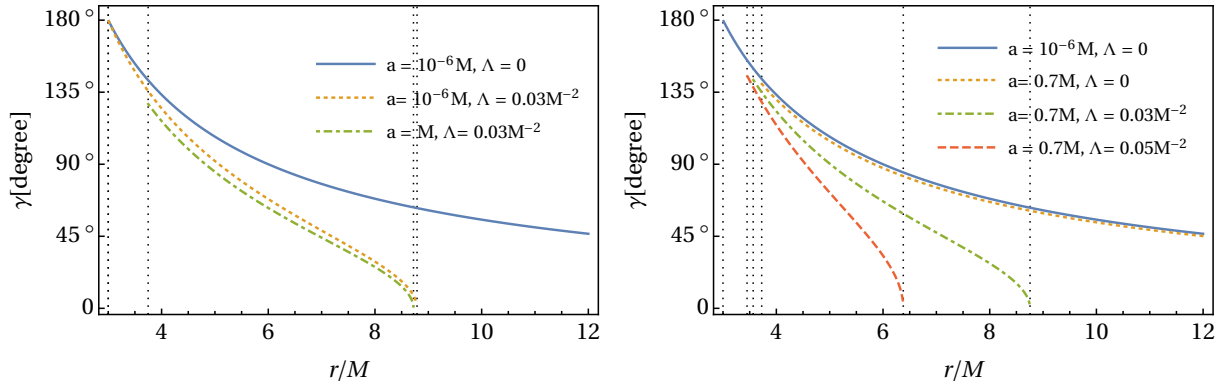 180°
135°
90°
45°
0
γ[degree]
a = 10⁻⁶M, Λ = 0
a= 10⁻⁶M, Λ = 0.03M⁻²
a = M, Λ= 0.03M⁻²
4 6 8 10 12
r/M
180°
135°
90°
45°
0
γ[degree]
a = 10⁻⁶M, Λ = 0
a= 0.7M, Λ = 0
a= 0.7M, Λ = 0.03M⁻²
a = 0.7M, Λ = 0.05M⁻²
4 6 8 10 12
r/M